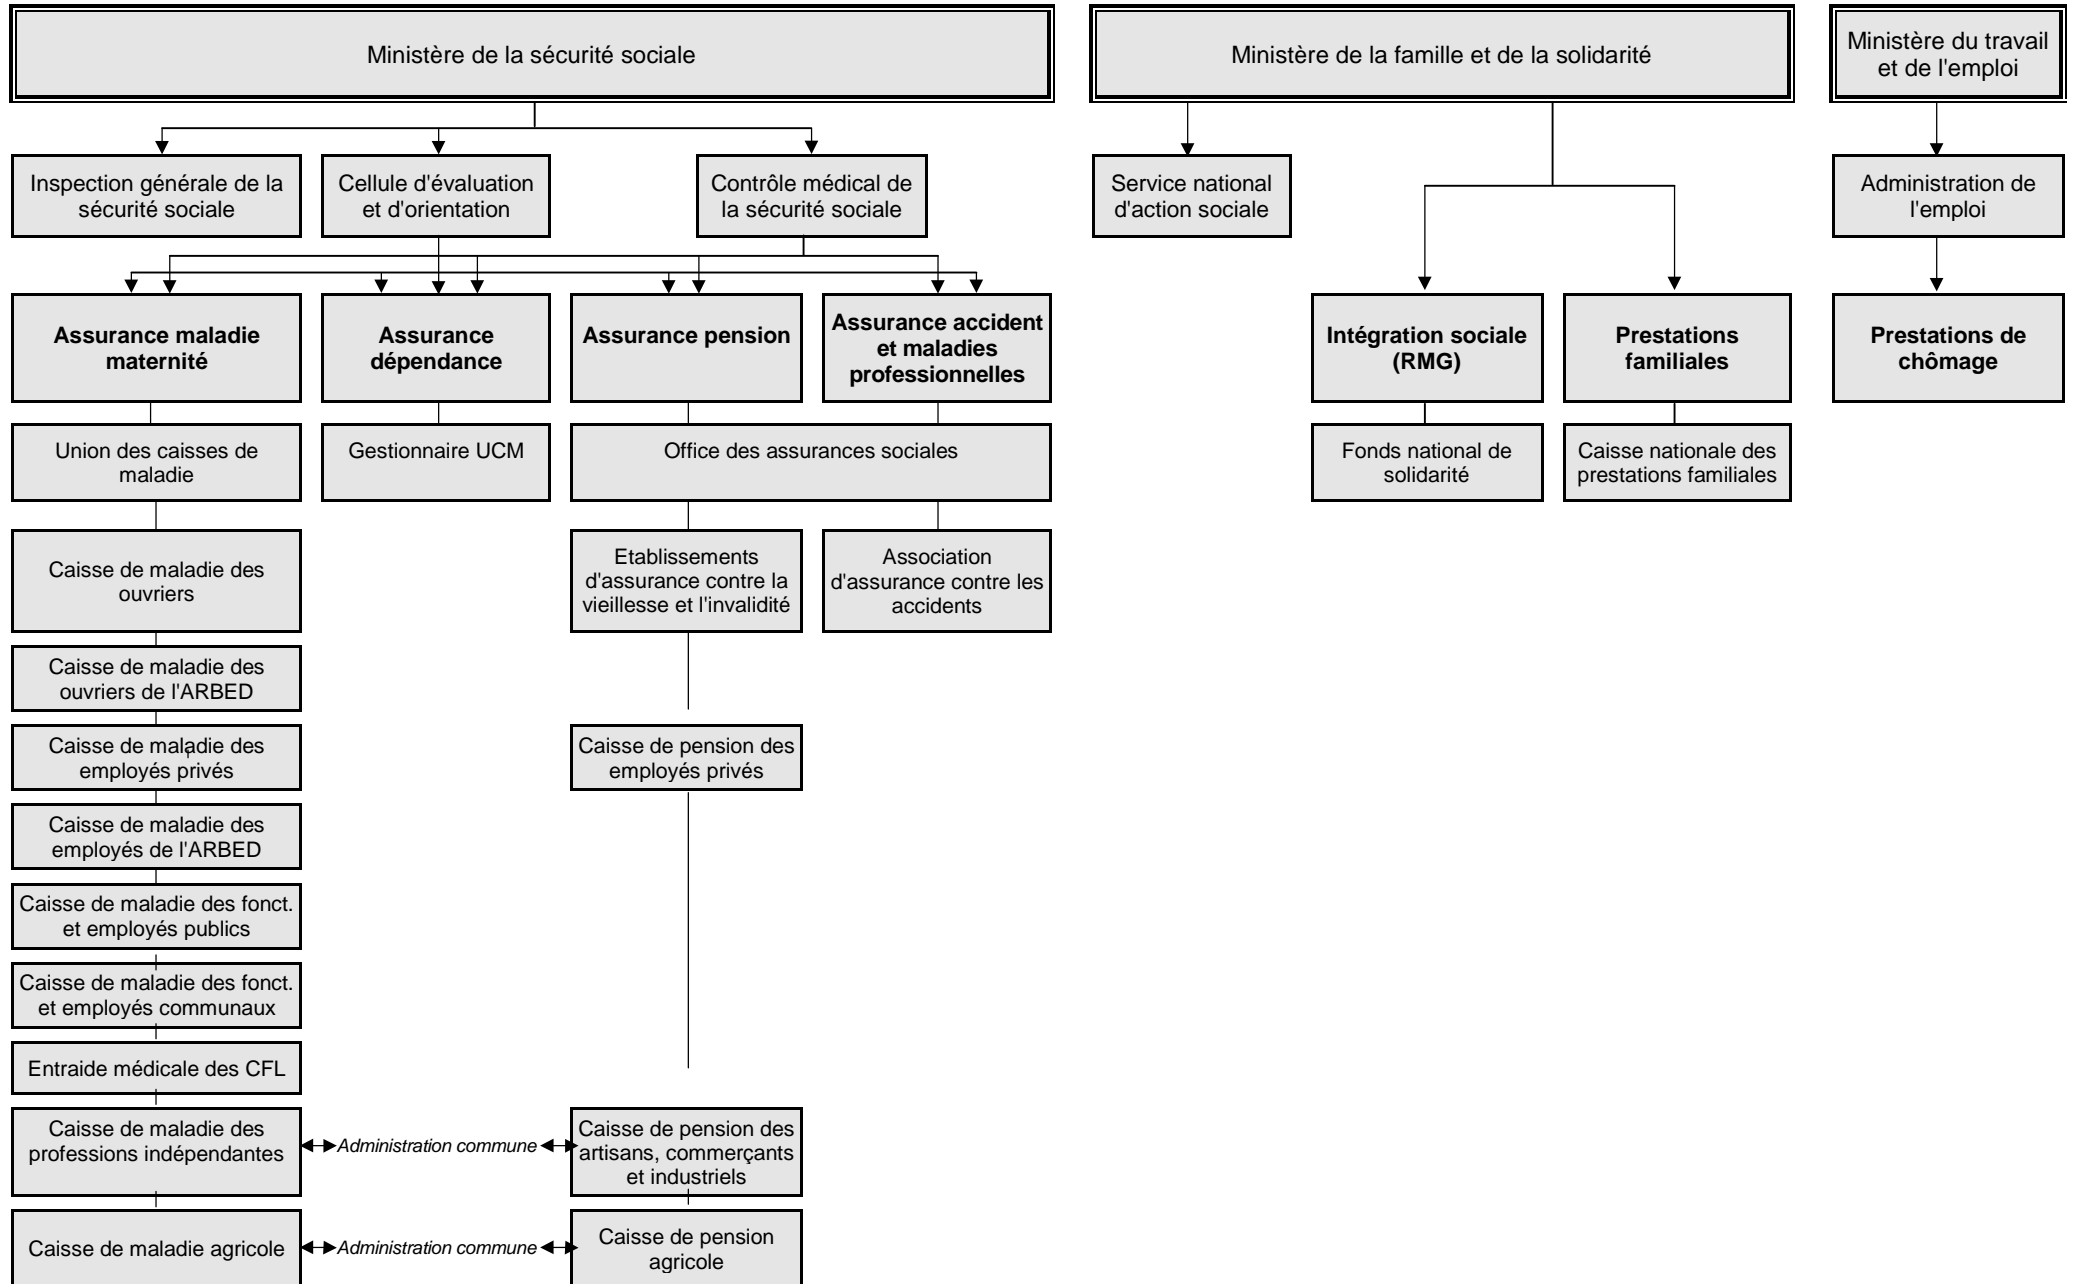 Ministère de la sécurité sociale
Ministère de la famille et de la solidarité
Ministère du travail
et de l'emploi
Inspection générale de la
sécurité sociale
Cellule d'évaluation
et d'orientation
Contrôle médical de
la sécurité sociale
Service national
d'action sociale
Administration de
l'emploi
Assurance maladie
maternité
Assurance
dépendance
Assurance pension
Assurance accident
et maladies
professionnelles
Intégration sociale
(RMG)
Prestations
familiales
Prestations de
chômage
Union des caisses de
maladie
Gestionnaire UCM
Office des assurances sociales
Fonds national de
solidarité
Caisse nationale des
prestations familiales
Caisse de maladie des
ouvriers
Etablissements
d'assurance contre la
vieillesse et l'invalidité
Association
d'assurance contre les
accidents
Caisse de maladie des
ouvriers de l'ARBED
Caisse de maladie des
employés privés
Caisse de pension des
employés privés
Caisse de maladie des
employés de l'ARBED
Caisse de maladie des fonct.
et employés publics
Caisse de maladie des fonct.
et employés communaux
Entraide médicale des CFL
Caisse de maladie des
professions indépendantes
Administration commune
Caisse de pension des
artisans, commerçants
et industriels
Caisse de maladie agricole
Administration commune
Caisse de pension
agricole